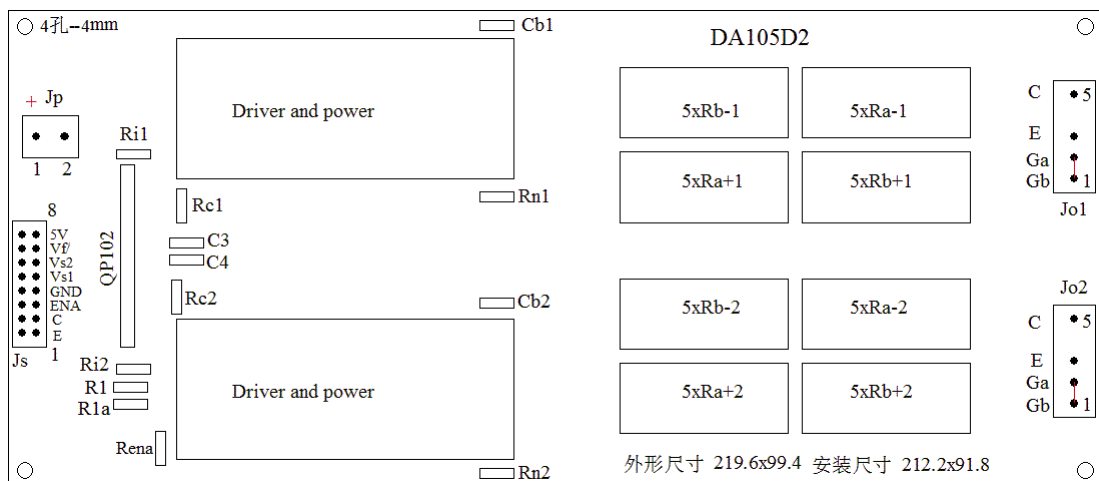 4孔--4mm
Cb1
DA105D2
+ Jp
1 2
Ri1
Driver and power
5xRb-1
5xRa-1
5xRa+1
5xRb+1
C
5
E
Ga
Gb
1
Jo1
Rc1
Rn1
C3
C4
Rc2
Cb2
QP102
8
5V
Vf/
Vs2
Vs1
GND
ENA
C
E
Js
1
Ri2
R1
R1a
Rena
Driver and power
Rn2
5xRb-2
5xRa-2
5xRa+2
5xRb+2
Jo2
C
5
E
Ga
Gb
1
外形尺寸 219.6x99.4 安装尺寸 212.2x91.8